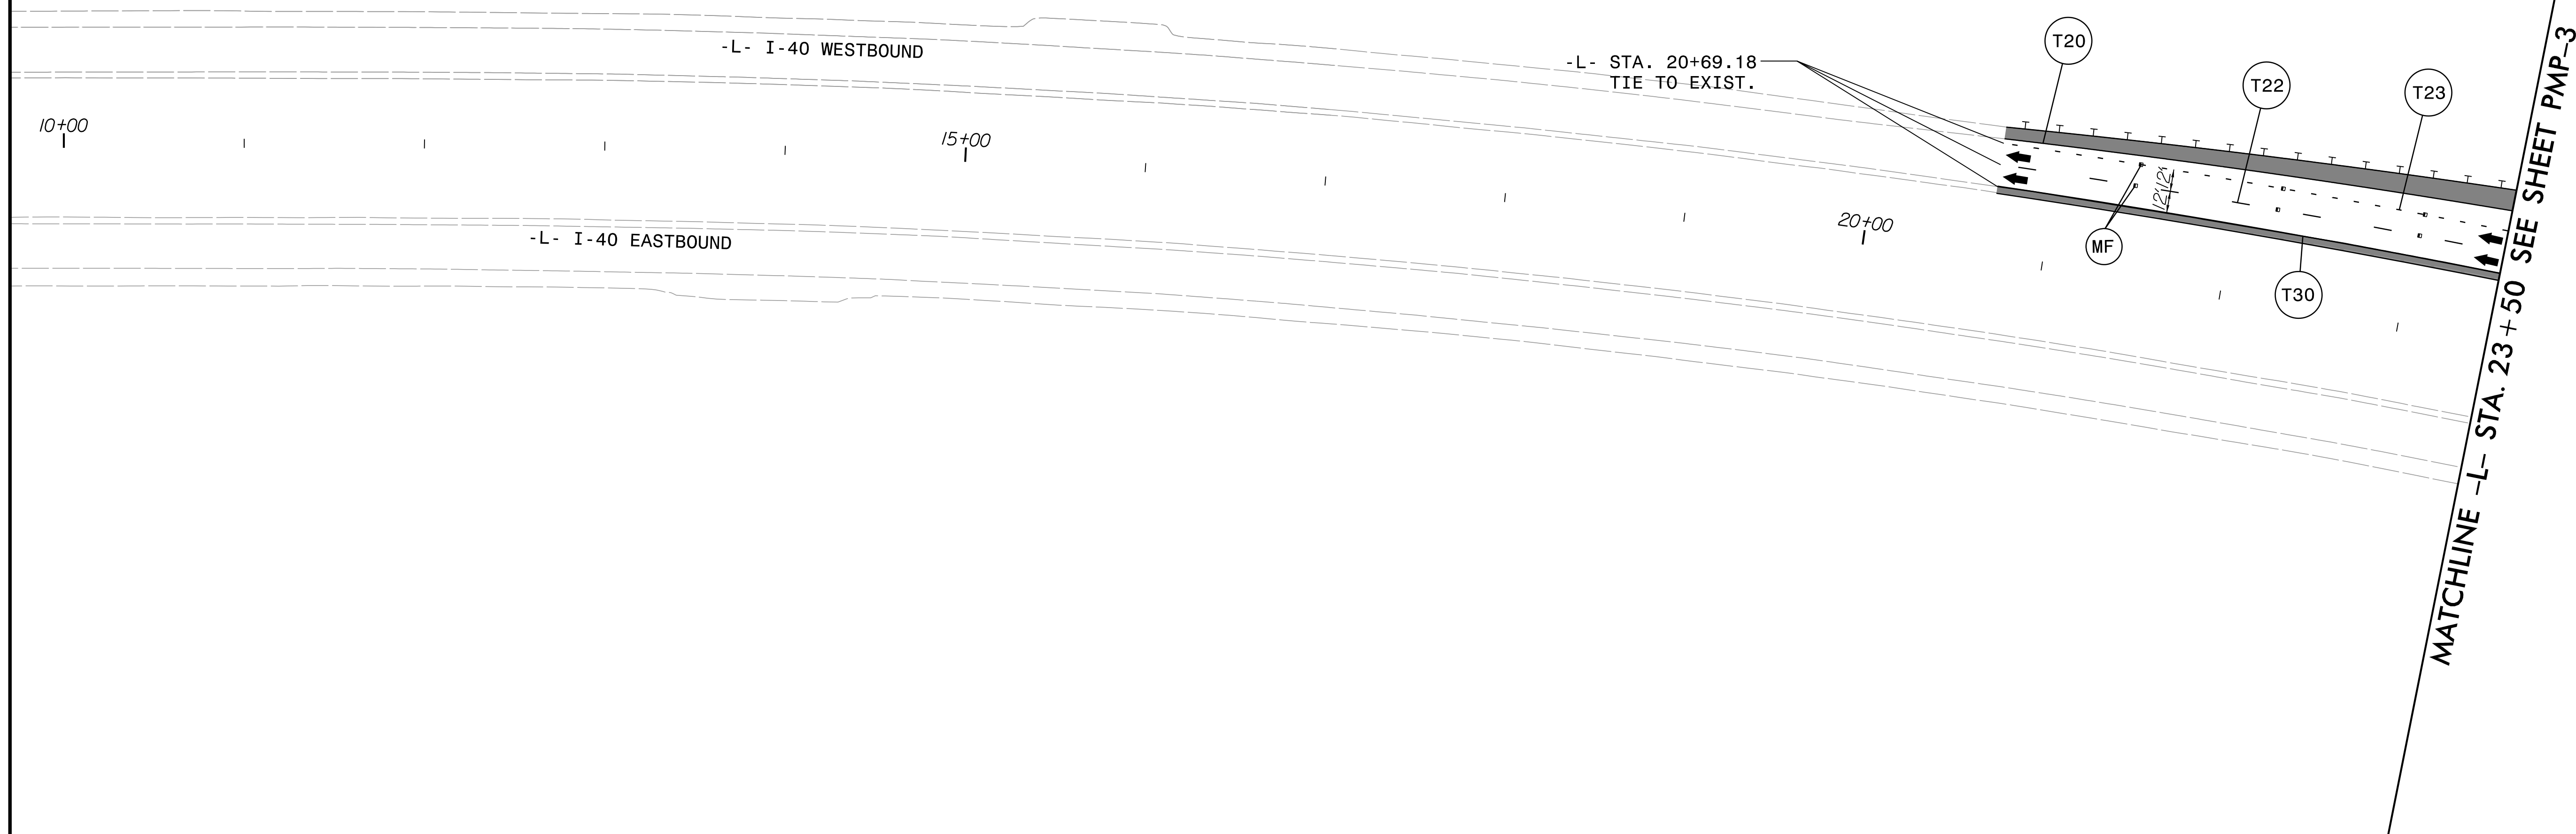 -L- I-40 WESTBOUND
-L- STA. 20+69.18
TIE TO EXIST.
T20
T22
T23
10+00
15+00
20+00
12'
12'
MF
T30
-L- I-40 EASTBOUND
MATCHLINE -L- STA. 23+50 SEE SHEET PMP-3